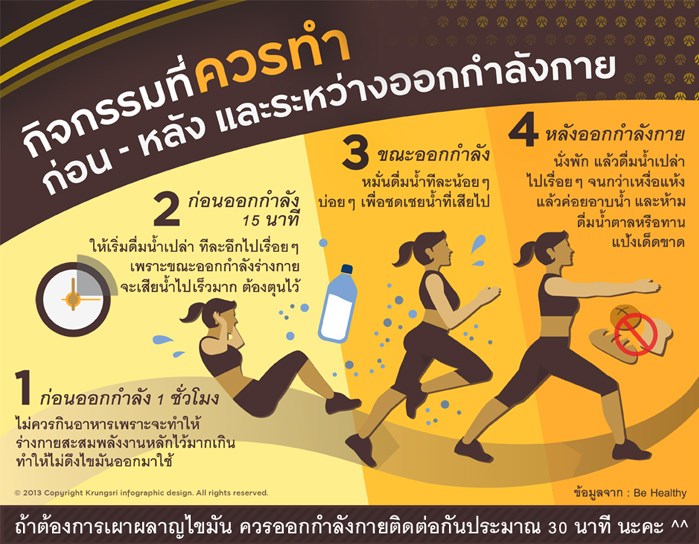 กิจกรรมที่ควรทำ
ก่อน - หลัง และระหว่างออกกำลังกาย
1 ก่อนออกกำลัง 1 ชั่วโมง
ไม่ควรกินอาหารเพราะจะทำให้
ร่างกายสะสมพลังงานหลักไว้มากเกิน
ทำให้ไม่ดึงไขมันออกมาใช้
2 ก่อนออกกำลัง
15 นาที
ให้เริ่มดื่มน้ำเปล่า ทีละอึกไปเรื่อยๆ
เพราะขณะออกกำลังร่างกาย
จะเสียน้ำไปเร็วมาก ต้องตุนไว้
3 ขณะออกกำลัง
หมั่นดื่มน้ำทีละน้อยๆ
บ่อยๆ เพื่อชดเชยน้ำที่เสียไป
4 หลังออกกำลังกาย
นั่งพัก แล้วดื่มน้ำเปล่า
ไปเรื่อยๆ จนกว่าเหงื่อแห้ง
แล้วค่อยอาบน้ำ และห้าม
ดื่มน้ำตาลหรือทาน
แป้งเด็ดขาด
© 2013 Copyright Krungsri infographic design. All rights reserved.
ข้อมูลจาก : Be Healthy
ถ้าต้องการเผาผลาญไขมัน ควรออกกำลังกายติดต่อกันประมาณ 30 นาที นะคะ ^^